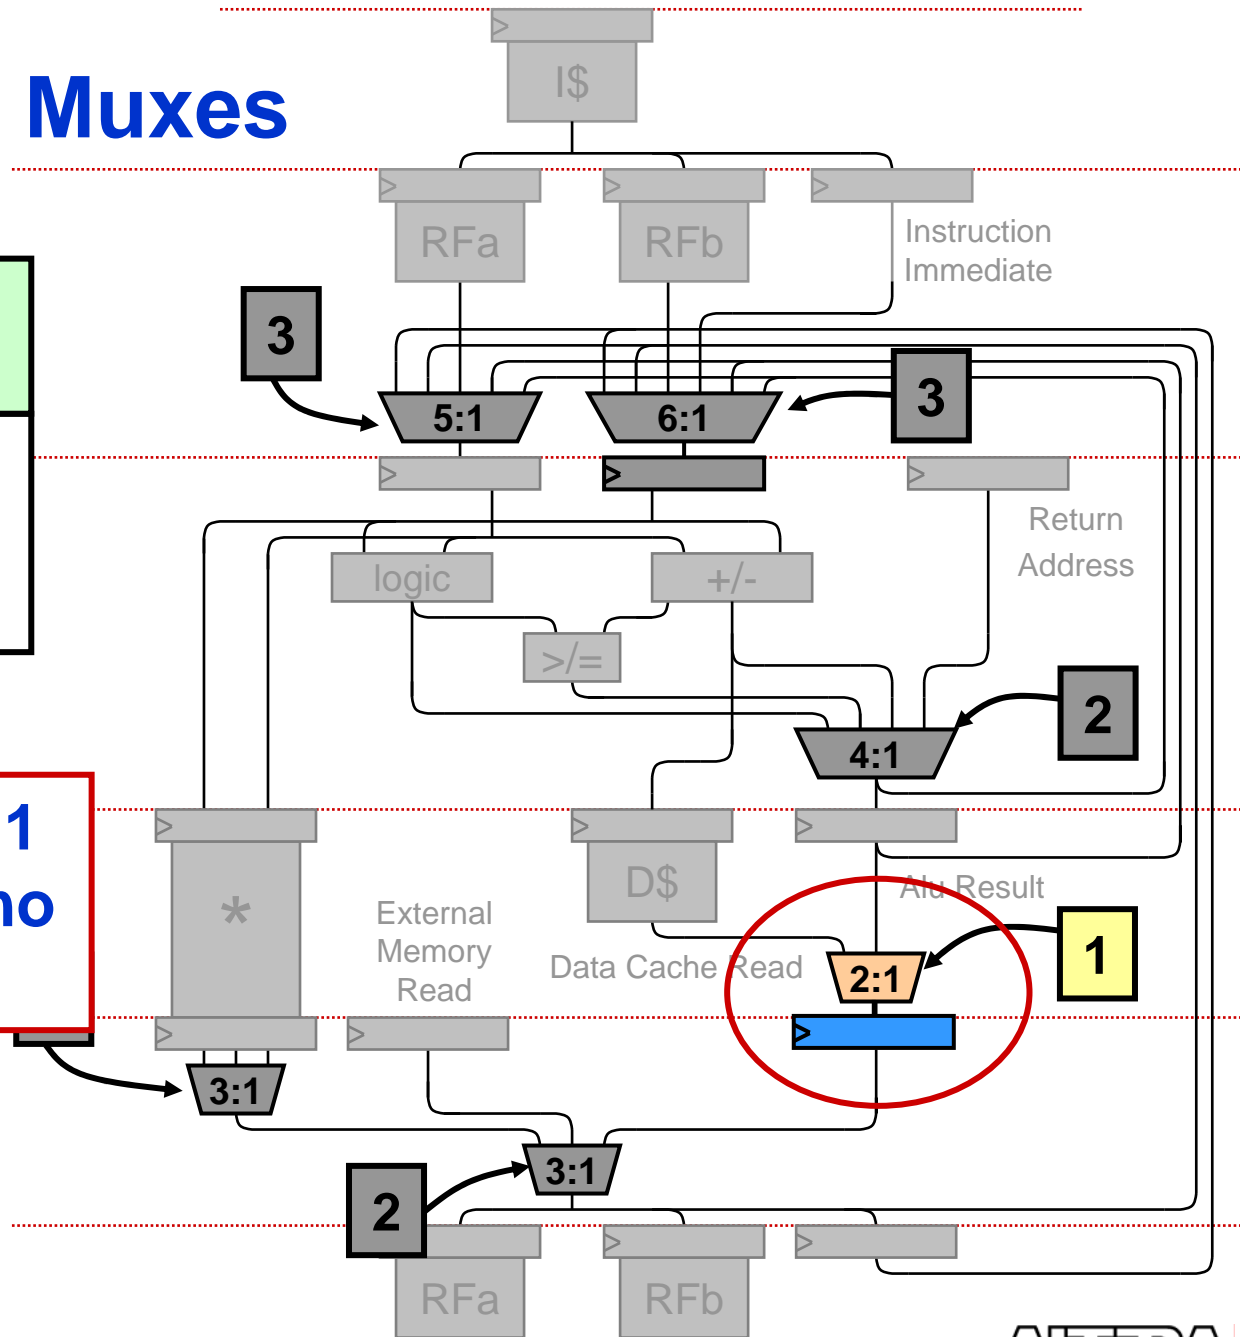 I$
Muxes
RFa
RFb
Instruction
Immediate
3
3
5:1
6:1
Return
Address
logic
+/-
>/=
2
4:1
1
no
*
D$
Alu Result
External
Memory
Read
Data Cache Read
2:1
1
3:1
3:1
2
RFa
RFb